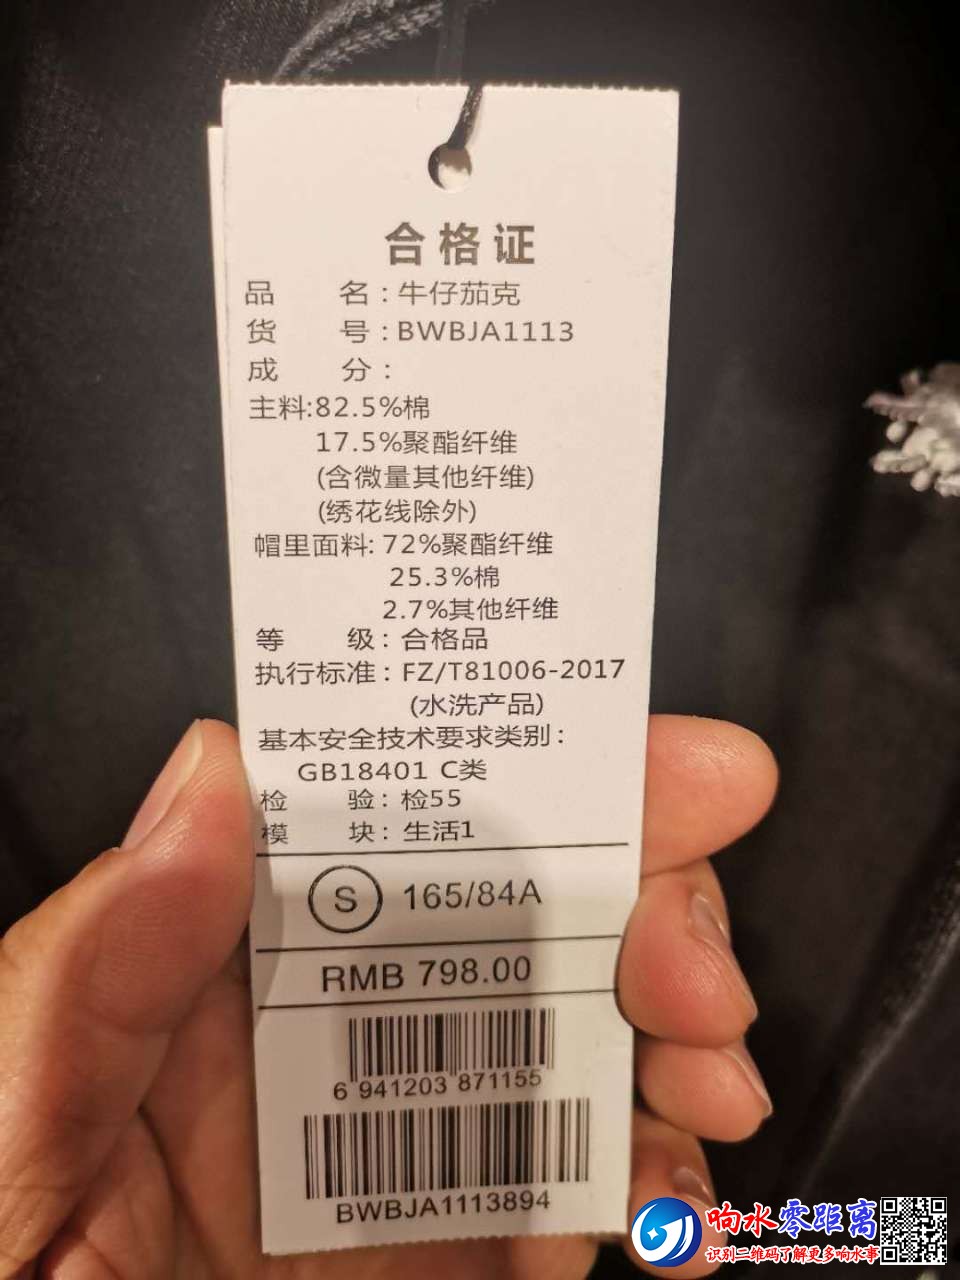 合格证
品 名：牛仔茄克
货 号：BWBJA1113
成 分：
主料:82.5%棉
17.5%聚酯纤维
(含微量其他纤维)
(绣花线除外)
帽里面料: 72%聚酯纤维
25.3%棉
2.7%其他纤维
等 级：合格品
执行标准：FZ/T81006-2017
(水洗产品)
基本安全技术要求类别：
GB18401 C类
检 验：检55
模 块：生活1
S 165/84A
RMB 798.00
6 941203 871155
BWBJA1113894
响水零距离
识别二维码了解更多响水事